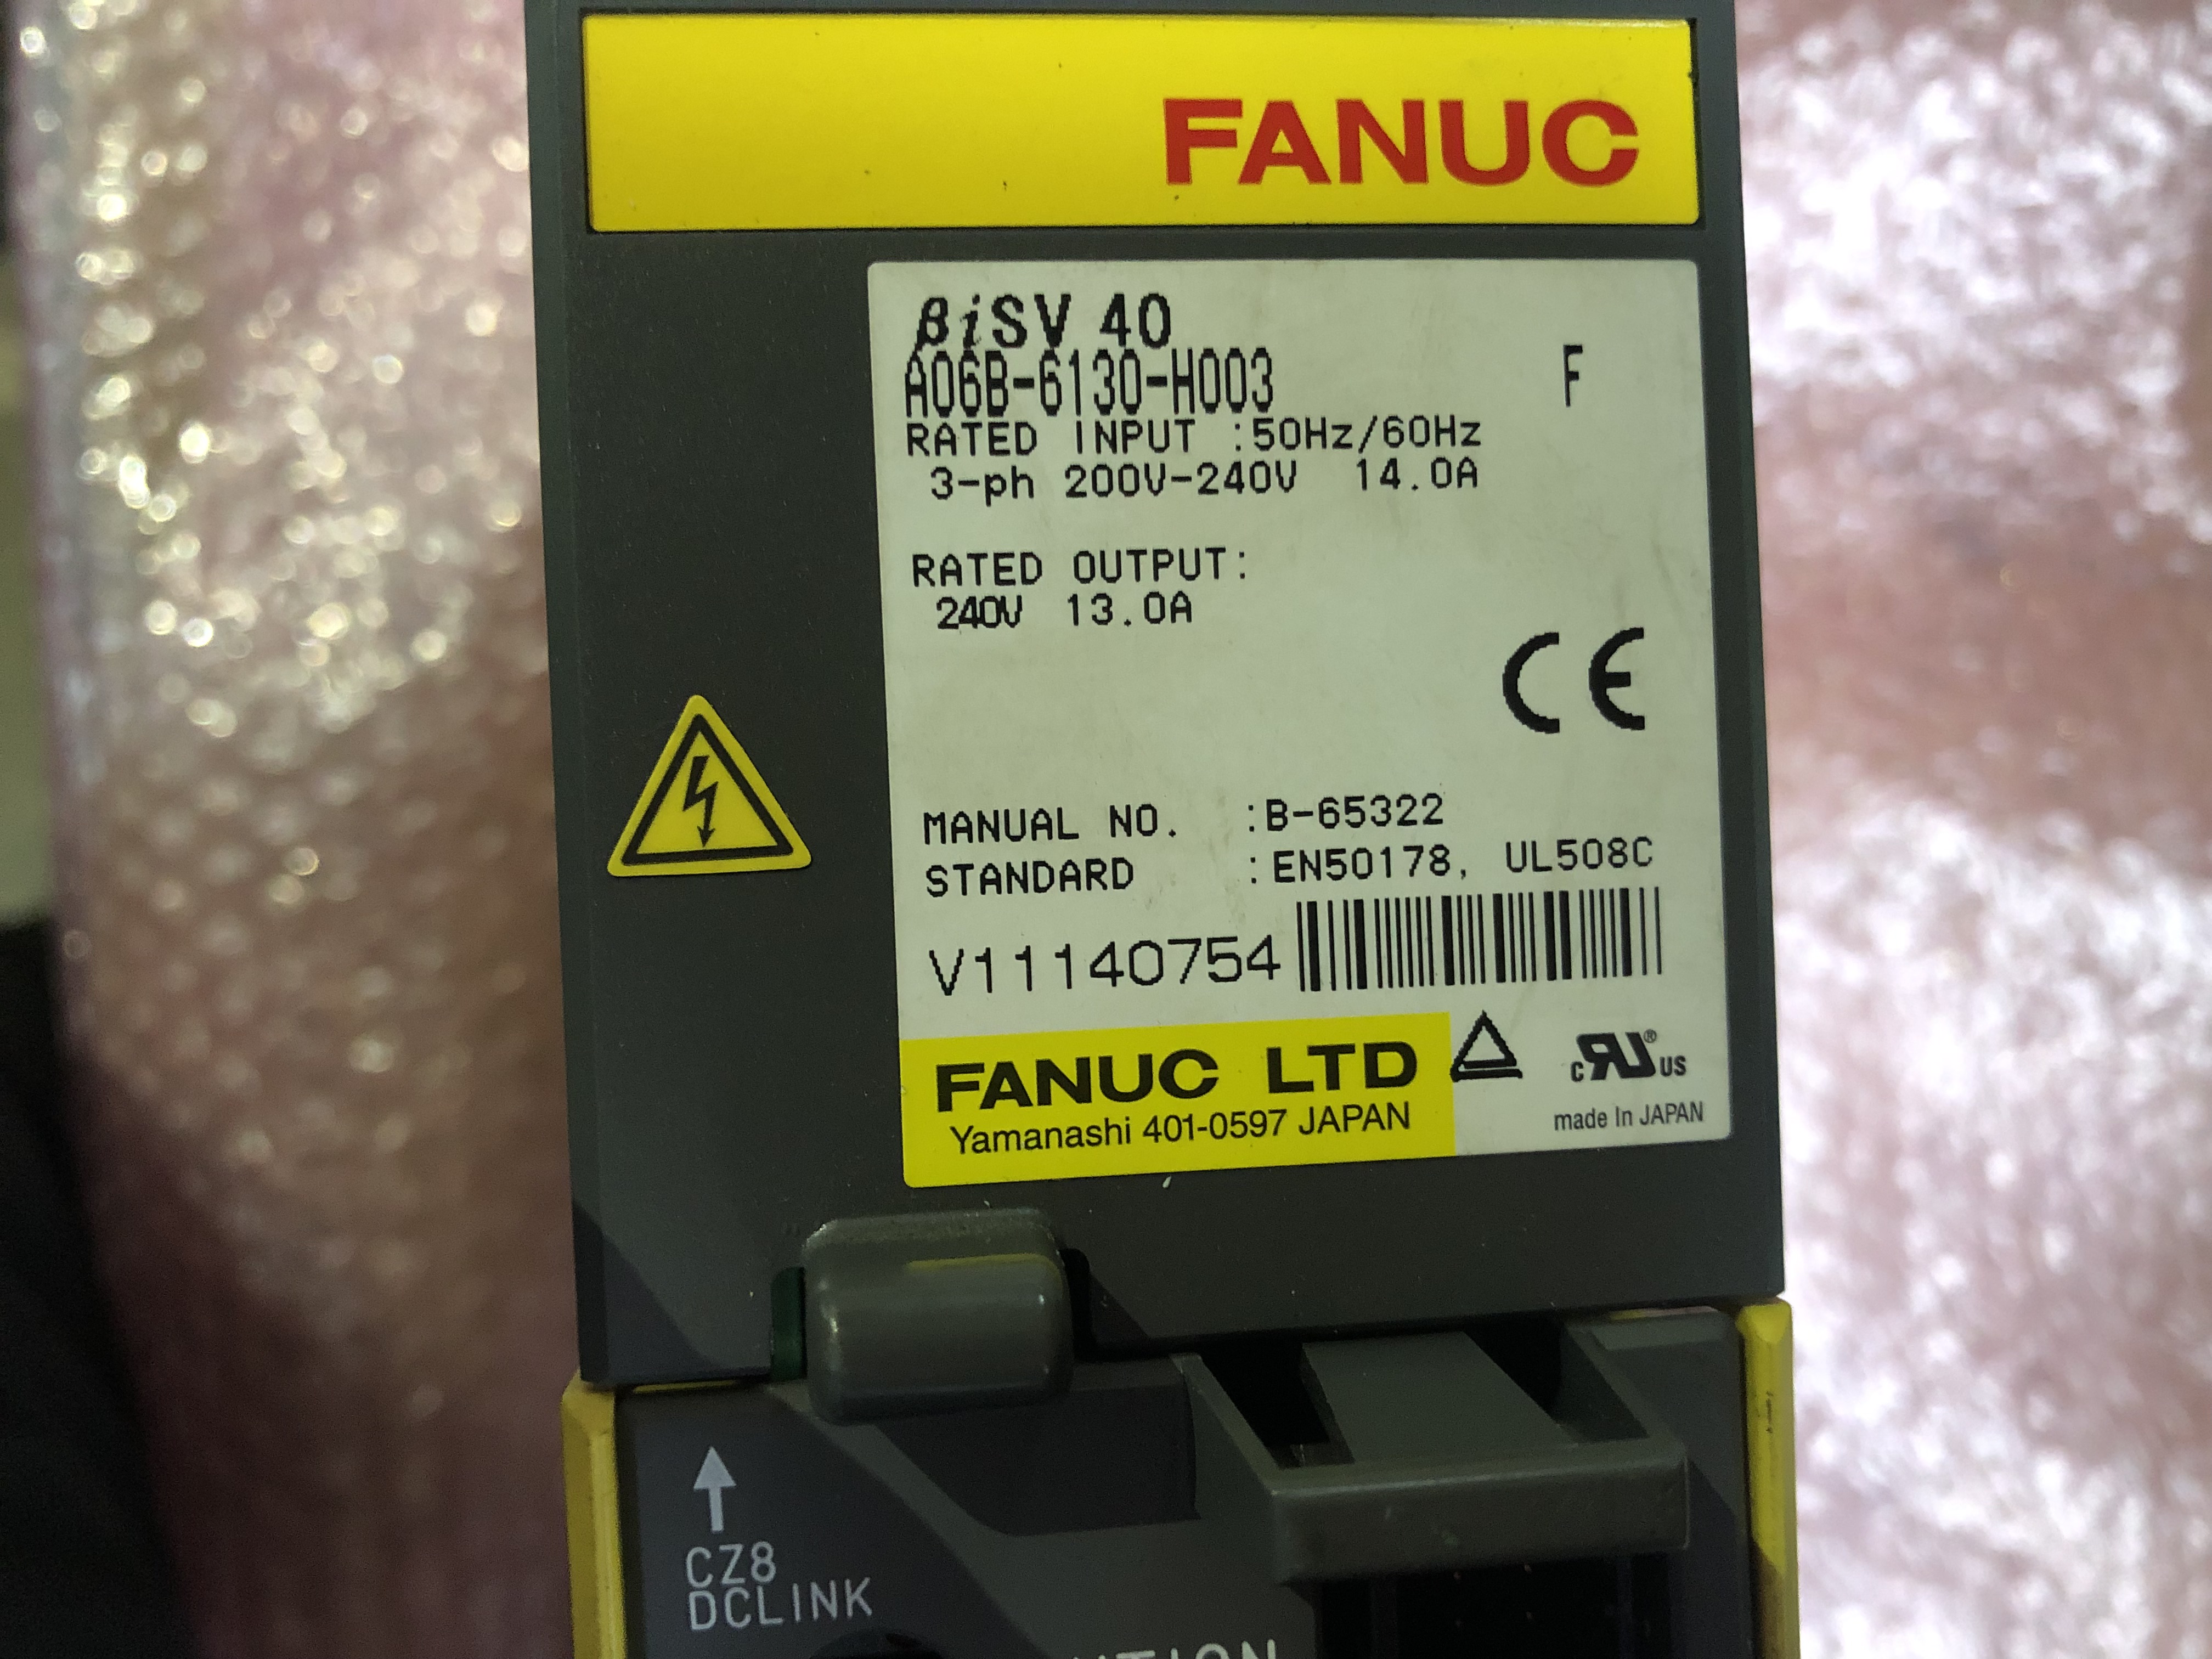 FANUC
βiSV 40
A06B-6130-H003 F
RATED INPUT :50Hz/60Hz
3-ph 200V-240V 14.0A
RATED OUTPUT:
240V 13.0A
CE
MANUAL NO. :B-65322
STANDARD :EN50178, UL508C
V11140754
FANUC LTD
Yamanashi 401-0597 JAPAN
c RU ® US
made In JAPAN
CZ8
DCLINK